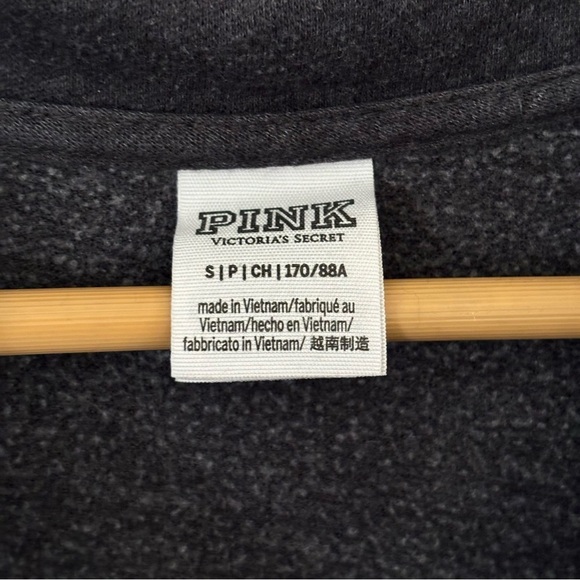 PINK
VICTORIA'S SECRET
S | P | CH | 170/88A
made in Vietnam/fabriqué au
Vietnam/hecho en Vietnam/
fabbricato in Vietnam/ 越南制造